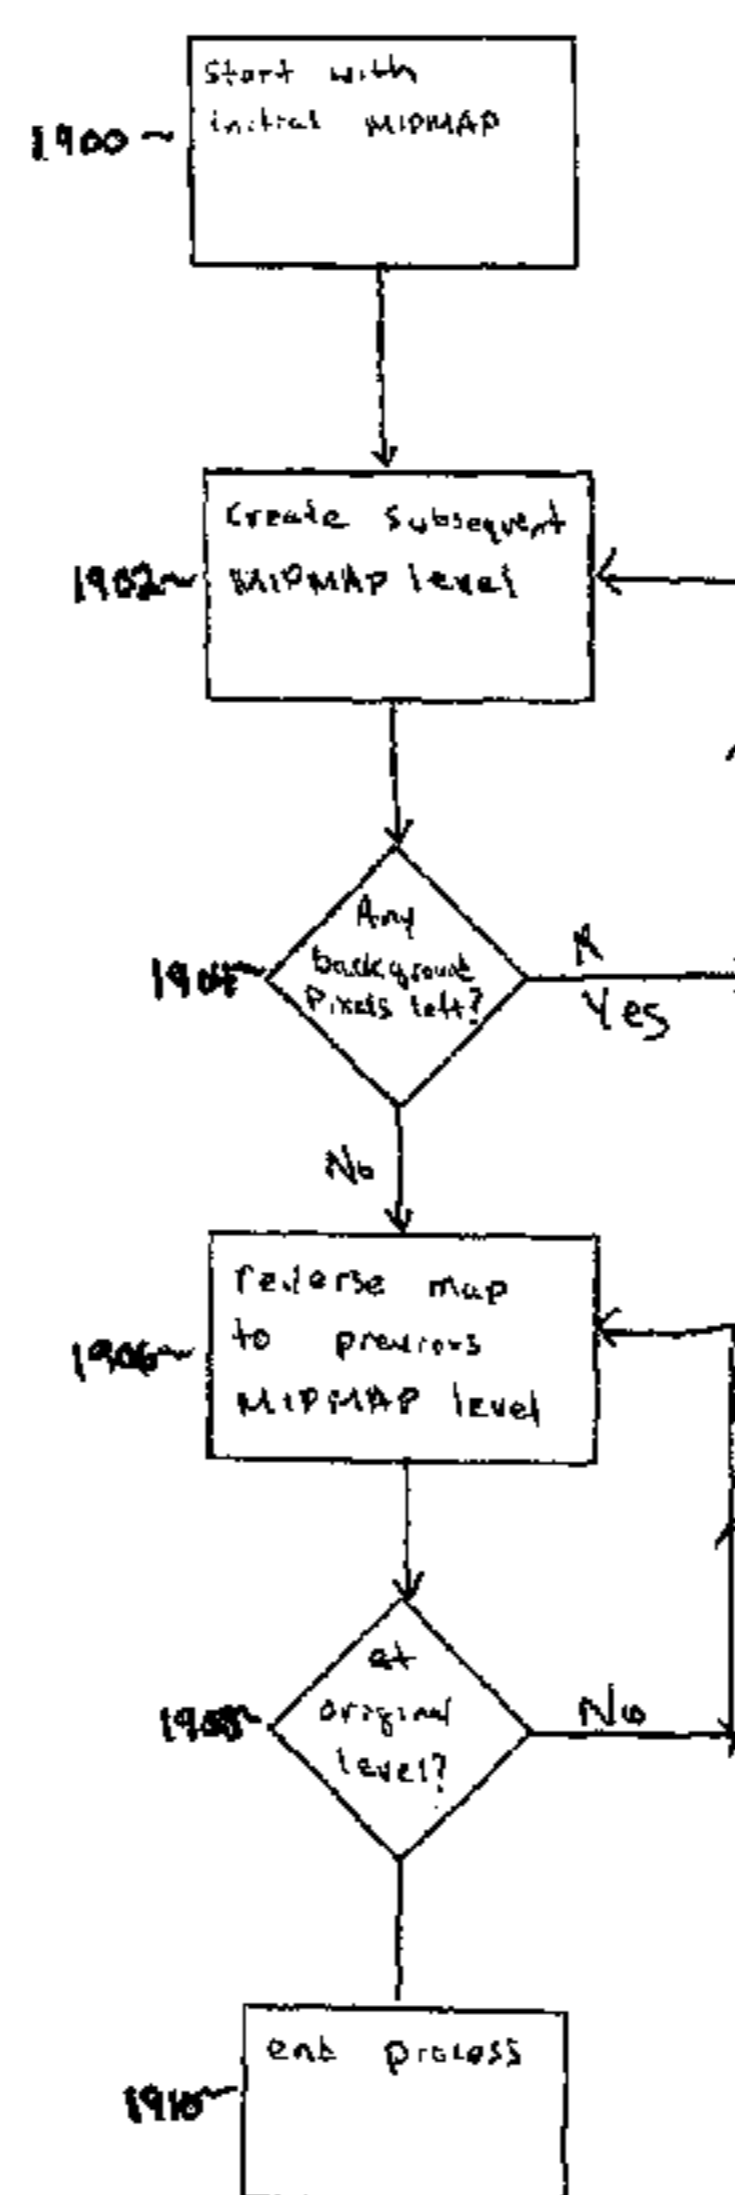 Start with
initial MIPMAP
1900
Create subsequent
MIPMAP level
1902
Any
background
Pixels left?
1904
Yes
No
reverse map
to previous
MIPMAP level
1906
at
original
level?
1908
No
end process
1910